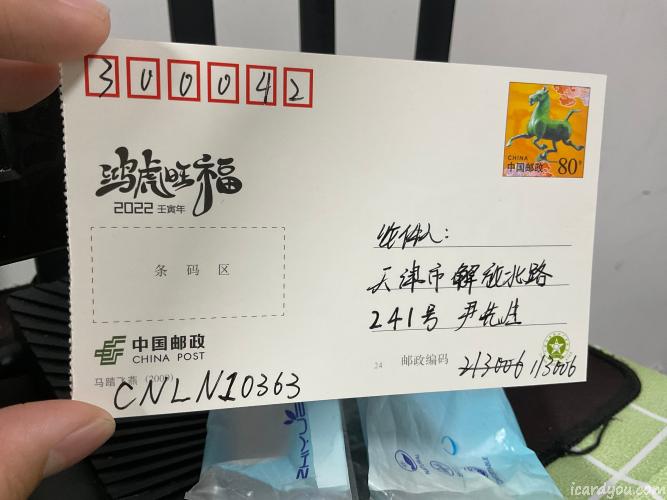 300042
鸿虎旺福
2022 壬寅年
CHINA
中国邮政 80分
收件人:
天津市解放北路
241号 尹先生
条码区
中国邮政
CHINA POST
马踏飞燕 (2009)
24 邮政编码 213006 113006
CNLN10363
icardyou.com